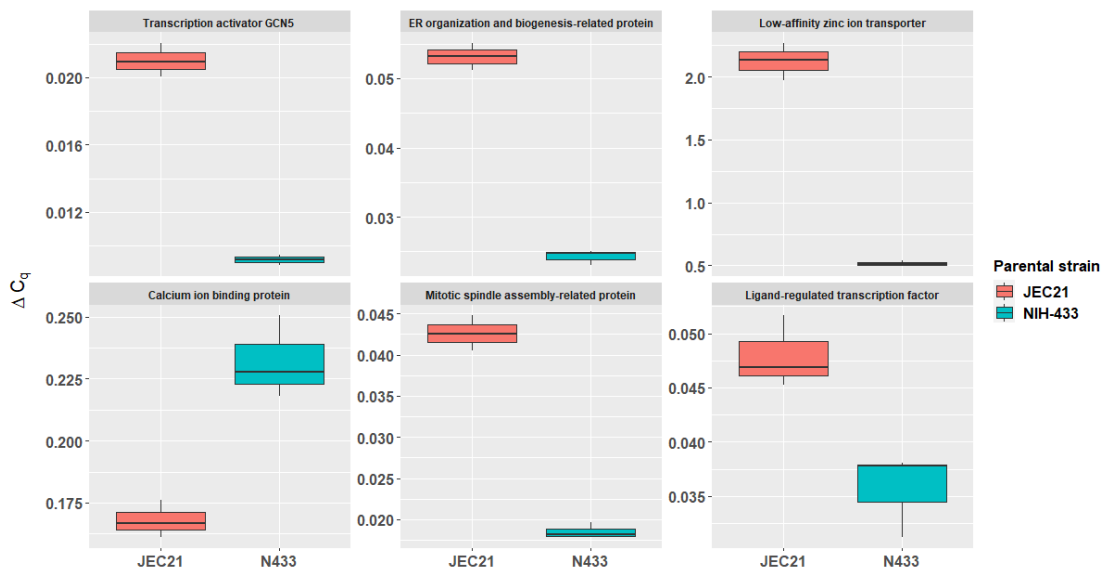 Transcription activator GCN5
ER organization and biogenesis-related protein
Low-affinity zinc ion transporter
0.020
0.016
0.012
0.05
0.04
0.03
2.0
1.5
1.0
0.5
Δ Cq
Calcium ion binding protein
Mitotic spindle assembly-related protein
Ligand-regulated transcription factor
0.250
0.225
0.200
0.175
0.045
0.040
0.035
0.030
0.025
0.020
0.050
0.045
0.040
0.035
JEC21 N433
JEC21 N433
JEC21 N433
Parental strain
JEC21
NIH-433